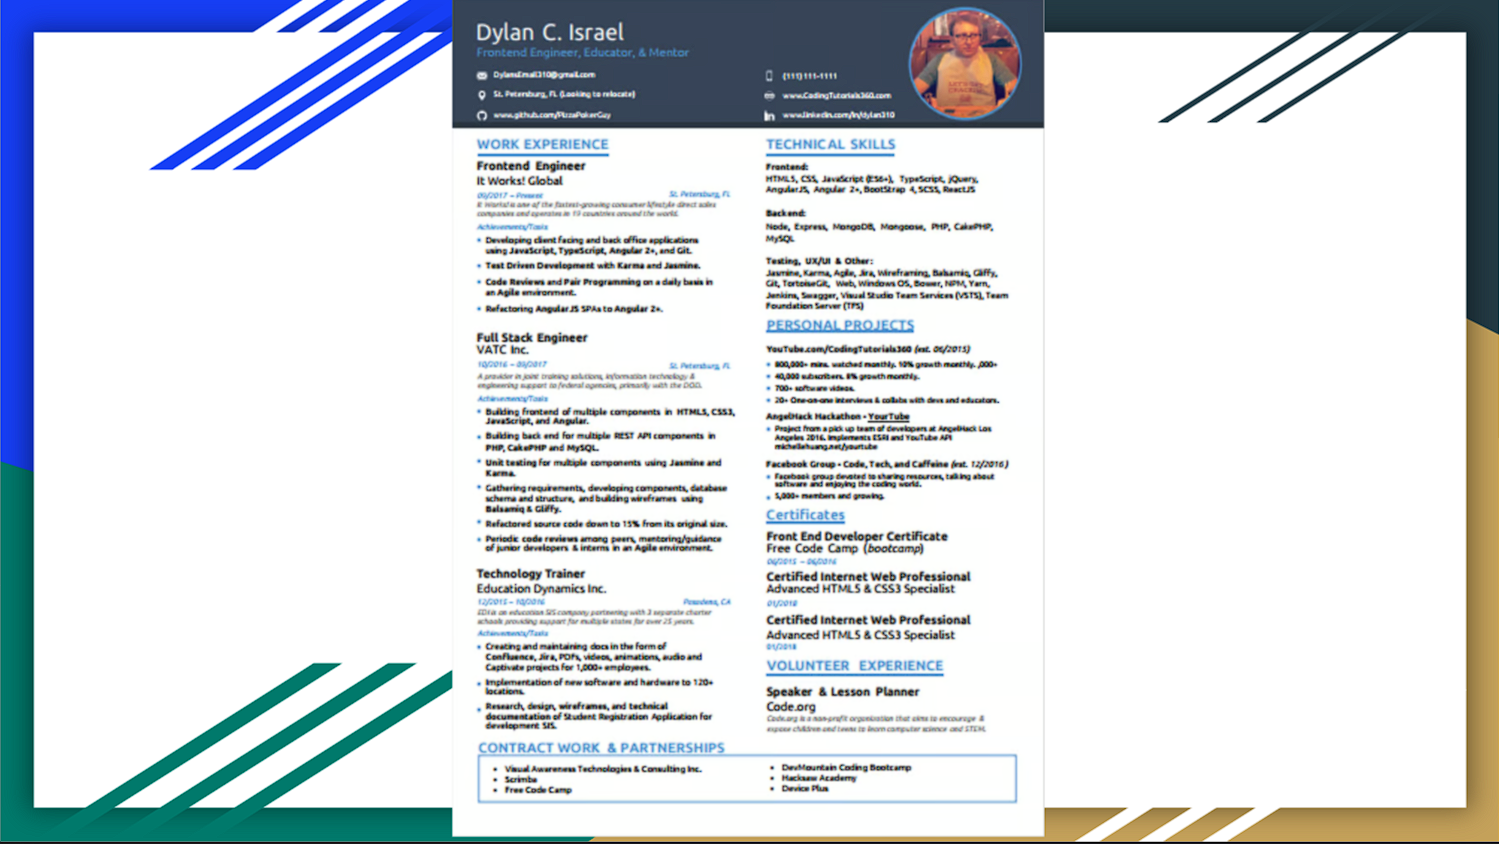 Dylan C. Israel
Frontend Engineer, Educator, & Mentor
DylansEmail310@gmail.com
St. Petersburg, FL (Looking to relocate)
www.github.com/PizzaPokerGuy
(111)111-1111
www.CodingTutorials360.com
www.linkedin.com/in/dylan310
WORK EXPERIENCE
Frontend Engineer
It Works! Global
05/2017 – Present
St. Petersburg, FL
It Works! is one of the fastest-growing consumer lifestyle direct sales
companies and operates in 19 countries around the world.
Achievements/Tasks
Developing client facing and back office applications
using JavaScript, TypeScript, Angular 2+, and Git.
Test Driven Development with Karma and Jasmine.
Code Reviews and Pair Programming on a daily basis in
an Agile environment.
Refactoring AngularJS SPAs to Angular 2+.
Full Stack Engineer
VATC Inc.
10/2016 – 05/2017
St. Petersburg, FL
A provider in joint training solutions, information technology &
engineering support to federal agencies, primarily with the DOD.
Achievements/Tasks
Building frontend of multiple components in HTML5, CSS3,
JavaScript, and Angular.
Building back end for multiple REST API components in
PHP, CakePHP and MySQL.
Unit testing for multiple components using Jasmine and
Karma.
Gathering requirements, developing components, database
schema and structure, and building wireframes using
Balsamiq & Gliffy.
Refactored source code down to 15% from its original size.
Periodic code reviews among peers, mentoring/guidance
of junior developers & interns in an Agile environment.
Technology Trainer
Education Dynamics Inc.
12/2015 – 10/2016
Pasadena, CA
EDI is an education SIS company partnering with 3 separate charter
schools providing support for multiple states for over 25 years.
Achievements/Tasks
Creating and maintaining docs in the form of
Confluence, Jira, PDFs, videos, animations, audio and
Captivate projects for 1,000+ employees.
Implementation of new software and hardware to 120+
locations.
Research, design, wireframes, and technical
documentation of Student Registration Application for
development SIS.
TECHNICAL SKILLS
Frontend:
HTML5, CSS, JavaScript (ES6+), TypeScript, jQuery,
AngularJS, Angular 2+, BootStrap 4, SCSS, ReactJS
Backend:
Node, Express, MongoDB, Mongoose, PHP, CakePHP,
MySQL
Testing, UX/UI & Other:
Jasmine, Karma, Agile, Jira, Wireframing, Balsamiq, Gliffy,
Git, TortoiseGit, Web, Windows OS, Bower, NPM, Yarn,
Jenkins, Swagger, Visual Studio Team Services (VSTS), Team
Foundation Server (TFS)
PERSONAL PROJECTS
YouTube.com/CodingTutorials360 (est. 06/2015)
800,000+ mins. watched monthly. 10% growth monthly. ,000+
40,000 subscribers. 8% growth monthly.
700+ software videos.
20+ One-on-one interviews & collabs with devs and educators.
AngelHack Hackathon - YourTube
Project from a pick up team of developers at AngelHack Los
Angeles 2016. Implements ESRI and YouTube API
michellehuang.net/yourtube
Facebook Group - Code, Tech, and Caffeine (est. 12/2016)
Facebook group devoted to sharing resources, talking about
software and enjoying the coding world.
5,000+ members and growing.
Certificates
Front End Developer Certificate
Free Code Camp (bootcamp)
06/2015 – 06/2016
Certified Internet Web Professional
Advanced HTML5 & CSS3 Specialist
01/2018
Certified Internet Web Professional
Advanced HTML5 & CSS3 Specialist
01/2018
VOLUNTEER EXPERIENCE
Speaker & Lesson Planner
Code.org
Code.org is a non-profit organization that aims to encourage &
expose children and teens to learn computer science and STEM.
CONTRACT WORK & PARTNERSHIPS
Visual Awareness Technologies & Consulting Inc.
Scrimba
Free Code Camp
DevMountain Coding Bootcamp
Hacksaw Academy
Device Plus